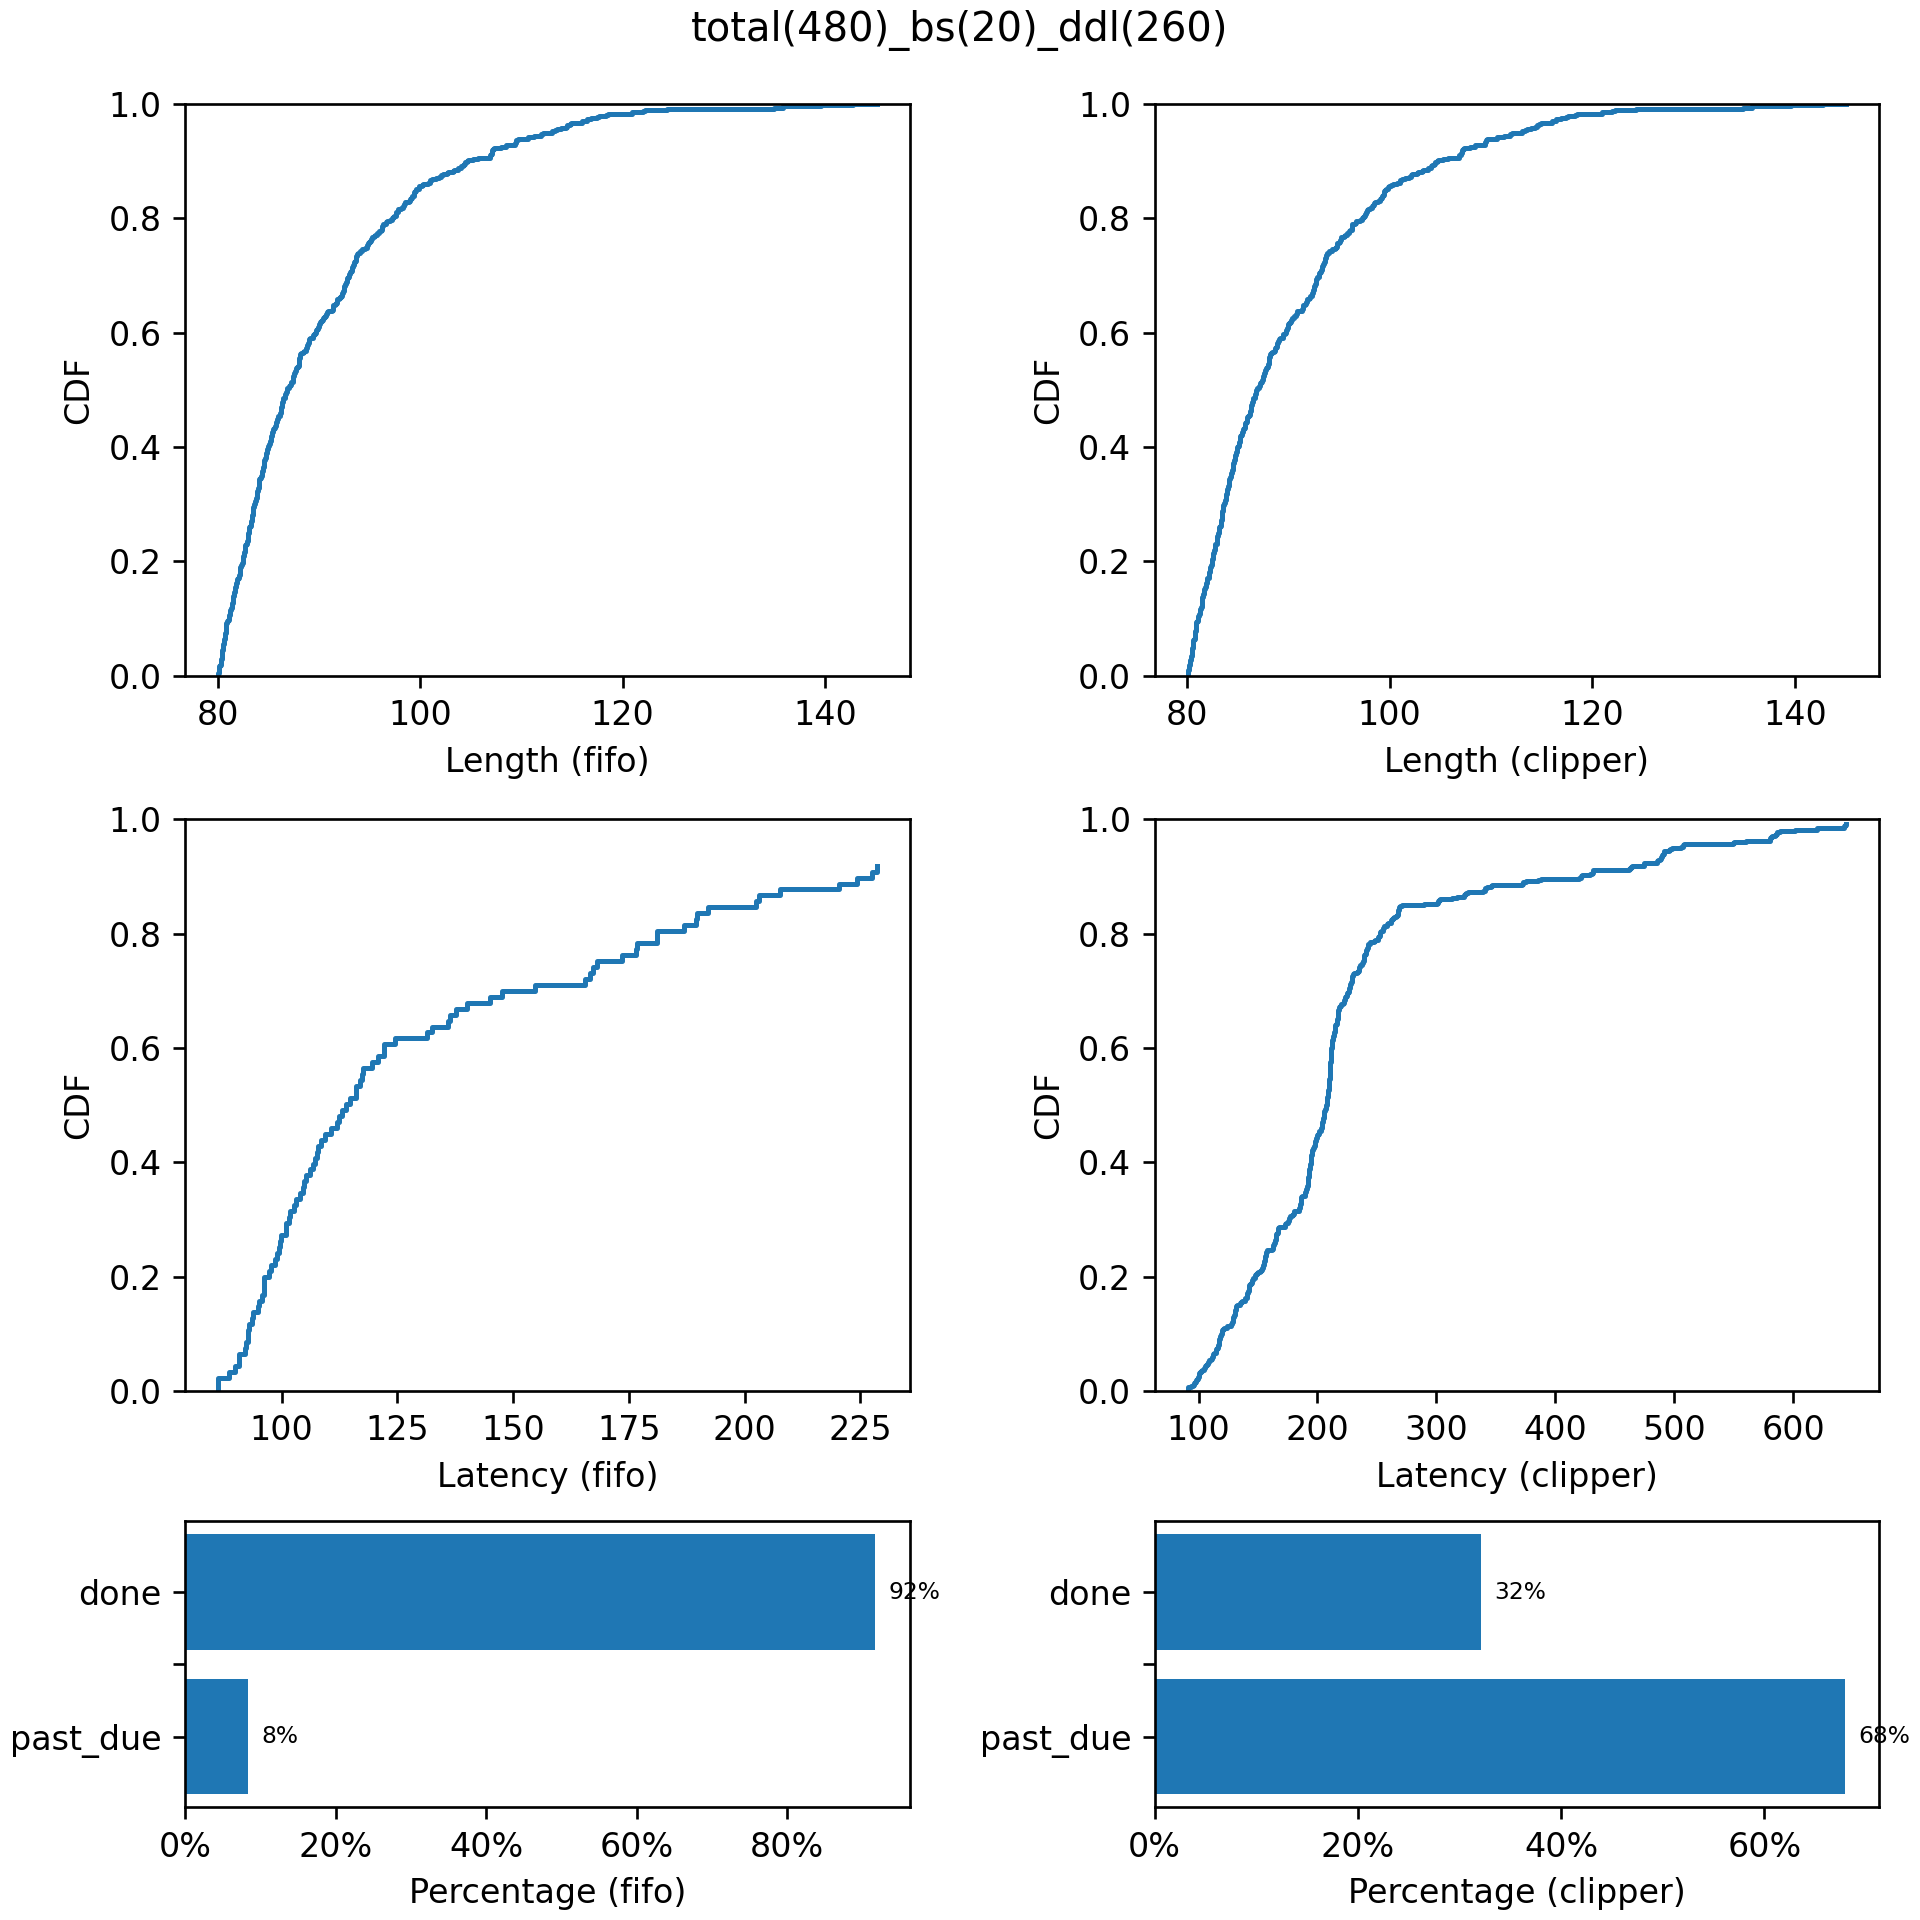 total(480)_bs(20)_ddl(260)
1.0
0.8
0.6
0.4
0.2
0.0
CDF
80 100 120 140
Length (fifo)
1.0
0.8
0.6
0.4
0.2
0.0
CDF
80 100 120 140
Length (clipper)
1.0
0.8
0.6
0.4
0.2
0.0
CDF
100 125 150 175 200 225
Latency (fifo)
1.0
0.8
0.6
0.4
0.2
0.0
CDF
100 200 300 400 500 600
Latency (clipper)
done
92%
past_due
8%
0% 20% 40% 60% 80%
Percentage (fifo)
done
32%
past_due
68%
0% 20% 40% 60%
Percentage (clipper)